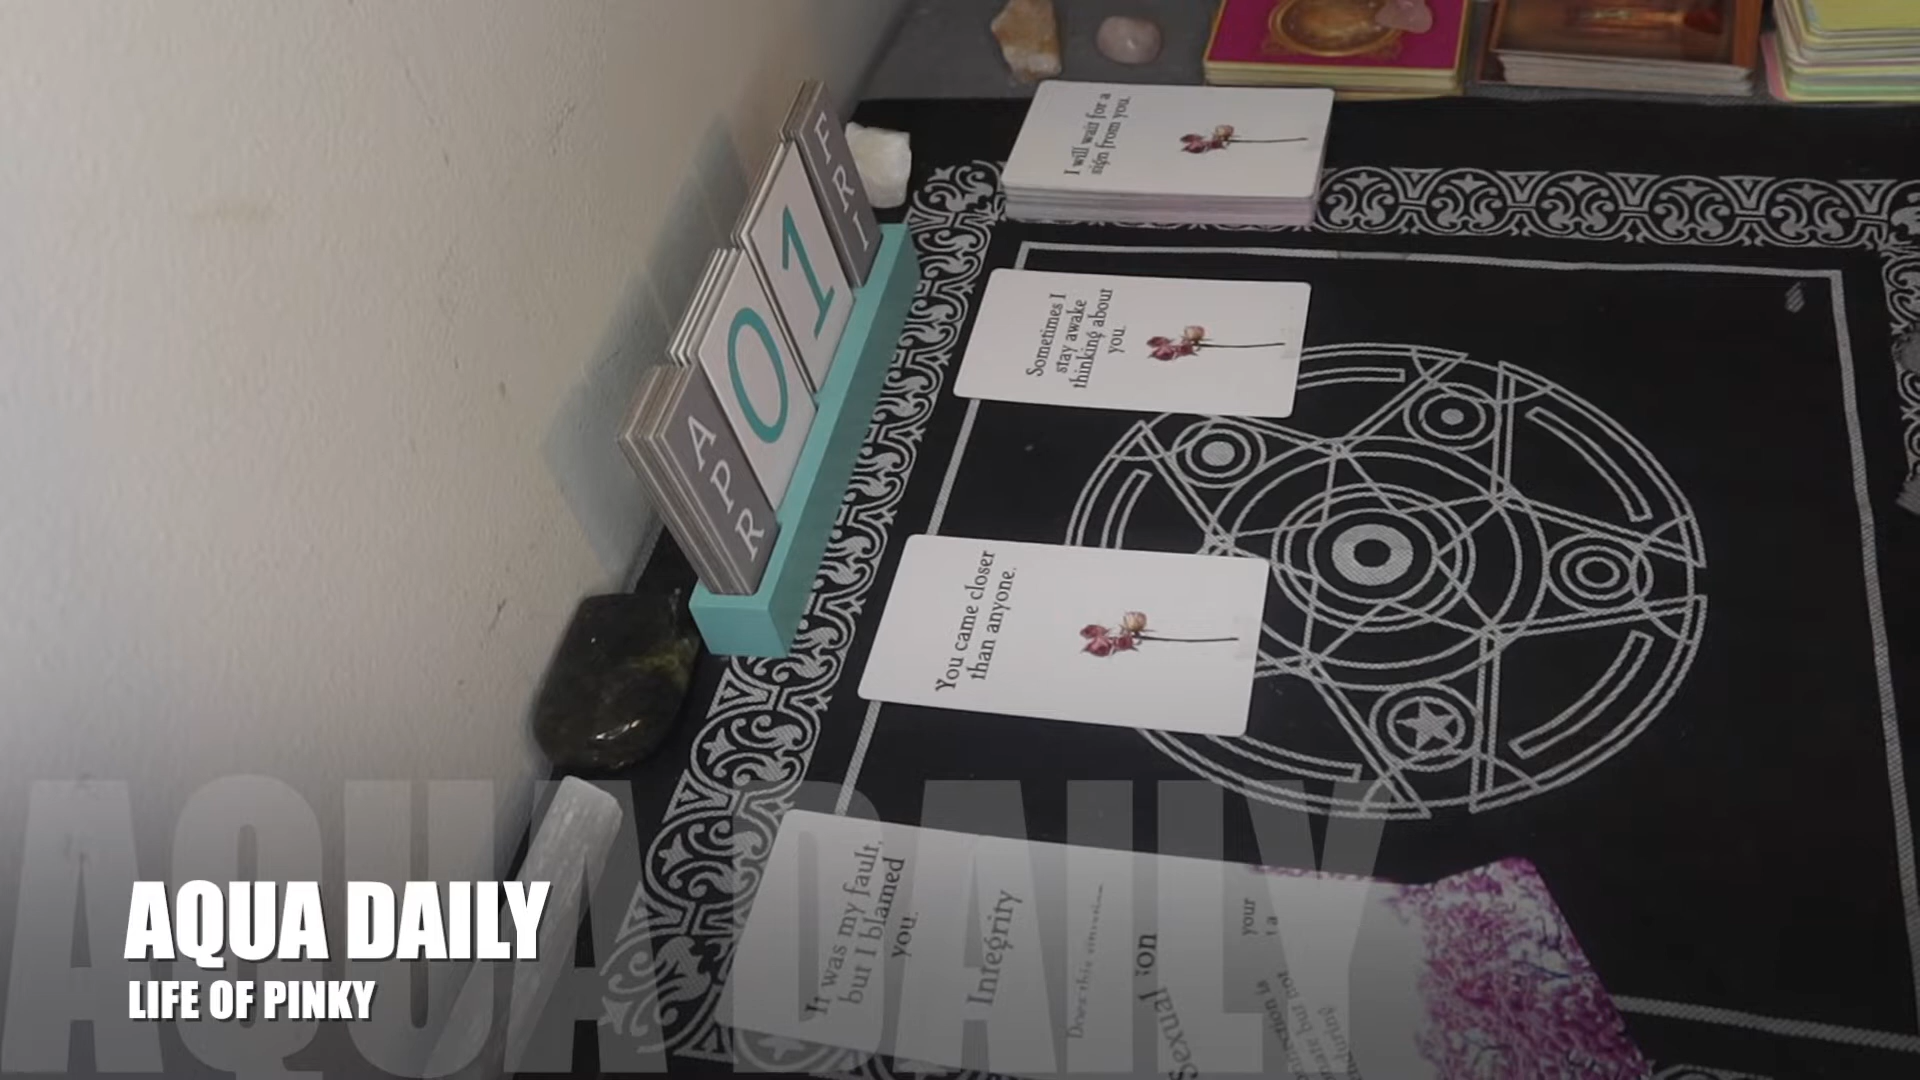 I will wait for a
sign from you.
FRI
01
APR
Sometimes I
stay awake
thinking about
you.
You came closer
than anyone.
It was my fault,
but I blamed
you.
Integrity
Sexual
your
AQUA DAILY
AQUA DAILY
LIFE OF PINKY